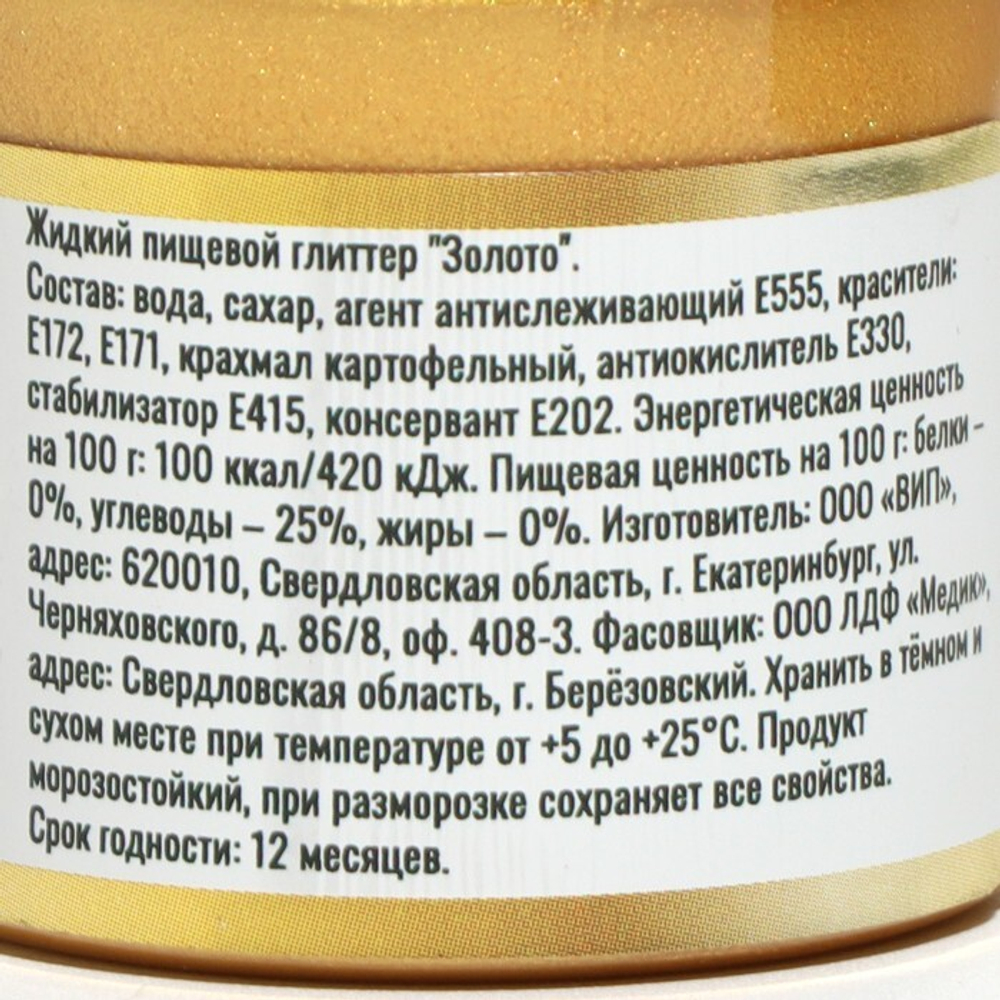 Жидкий пищевой глиттер "Золото".
Состав: вода, сахар, агент антислеживающий Е555, красители:
Е172, Е171, крахмал картофельный, антиокислитель Е330,
стабилизатор Е415, консервант Е202. Энергетическая ценность
на 100 г: 100 ккал/420 кДж. Пищевая ценность на 100 г: белки –
0%, углеводы – 25%, жиры – 0%. Изготовитель: ООО «ВИП»,
адрес: 620010, Свердловская область, г. Екатеринбург, ул.
Черняховского, д. 86/8, оф. 408-3. Фасовщик: ООО ЛДФ «Медик»,
адрес: Свердловская область, г. Берёзовский. Хранить в тёмном и
сухом месте при температуре от +5 до +25°С. Продукт
морозостойкий, при разморозке сохраняет все свойства.
Срок годности: 12 месяцев.